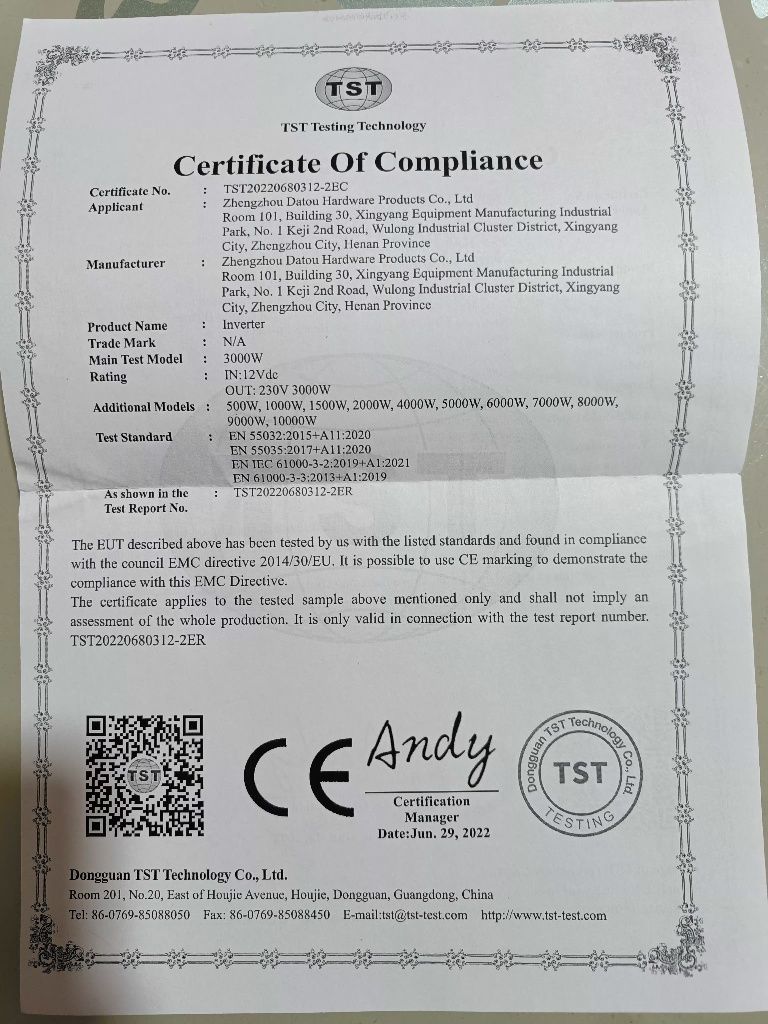 TST
TST Testing Technology
Certificate Of Compliance
Certificate No. : TST20220680312-2EC
Applicant : Zhengzhou Datou Hardware Products Co., Ltd
Room 101, Building 30, Xingyang Equipment Manufacturing Industrial
Park, No. 1 Keji 2nd Road, Wulong Industrial Cluster District, Xingyang
City, Zhengzhou City, Henan Province
Manufacturer : Zhengzhou Datou Hardware Products Co., Ltd
Room 101, Building 30, Xingyang Equipment Manufacturing Industrial
Park, No. 1 Keji 2nd Road, Wulong Industrial Cluster District, Xingyang
City, Zhengzhou City, Henan Province
Product Name : Inverter
Trade Mark : N/A
Main Test Model : 3000W
Rating : IN:12Vdc
OUT: 230V 3000W
Additional Models : 500W, 1000W, 1500W, 2000W, 4000W, 5000W, 6000W, 7000W, 8000W,
9000W, 10000W
Test Standard : EN 55032:2015+A11:2020
EN 55035:2017+A11:2020
EN IEC 61000-3-2:2019+A1:2021
EN 61000-3-3:2013+A1:2019
As shown in the : TST20220680312-2ER
Test Report No.
The EUT described above has been tested by us with the listed standards and found in compliance
with the council EMC directive 2014/30/EU. It is possible to use CE marking to demonstrate the
compliance with this EMC Directive.
The certificate applies to the tested sample above mentioned only and shall not imply an
assessment of the whole production. It is only valid in connection with the test report number.
TST20220680312-2ER
TST
CE
Andy
Certification
Manager
Date:Jun. 29, 2022
Dongguan TST Technology Co., Ltd.
TST
TESTING
Dongguan TST Technology Co., Ltd.
Room 201, No.20, East of Houjie Avenue, Houjie, Dongguan, Guangdong, China
Tel: 86-0769-85088050 Fax: 86-0769-85088450 E-mail:tst@tst-test.com http://www.tst-test.com